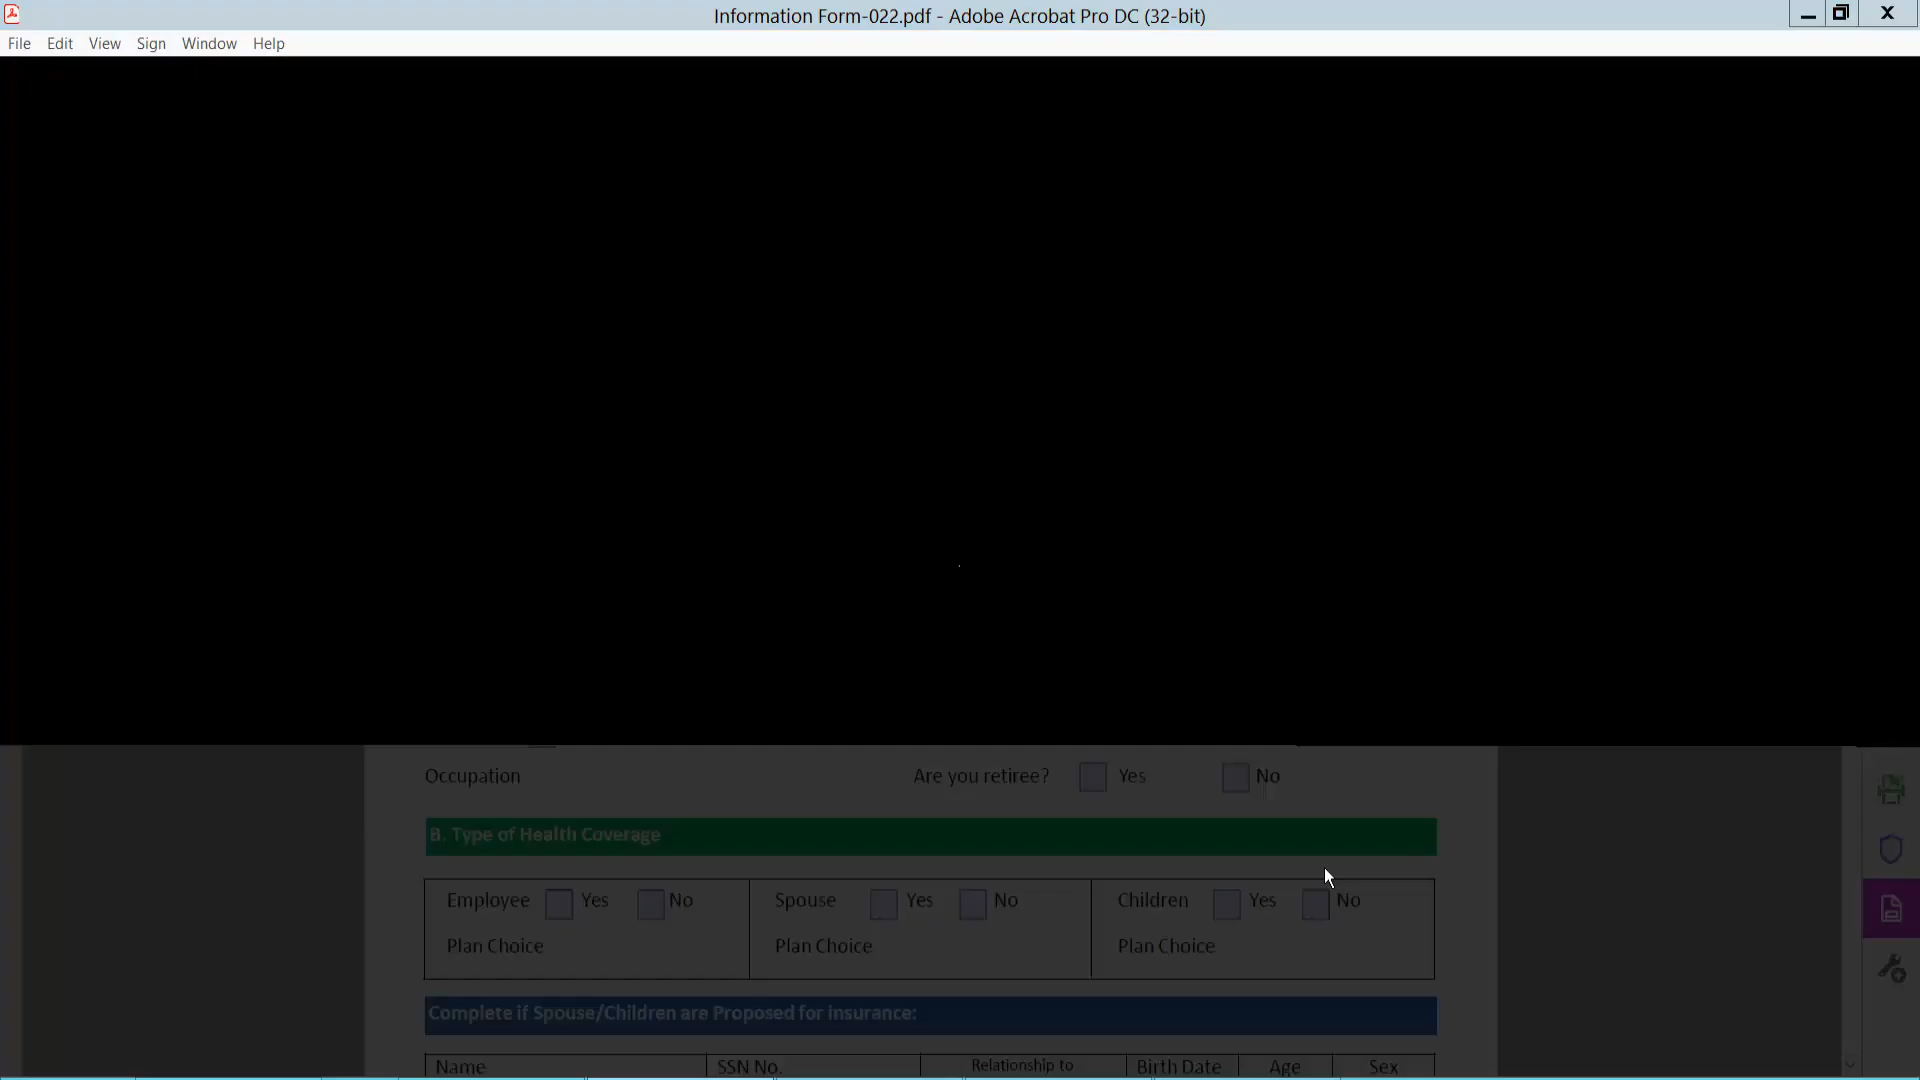 Information Form-022.pdf - Adobe Acrobat Pro DC (32-bit)
File Edit View Sign Window Help
Occupation Are you retiree? Yes No
B. Type of Health Coverage
Employee Yes No Spouse Yes No Children Yes No
Plan Choice Plan Choice Plan Choice
Complete if Spouse/Children are Proposed for insurance:
Name SSN No. Relationship to Birth Date Age Sex